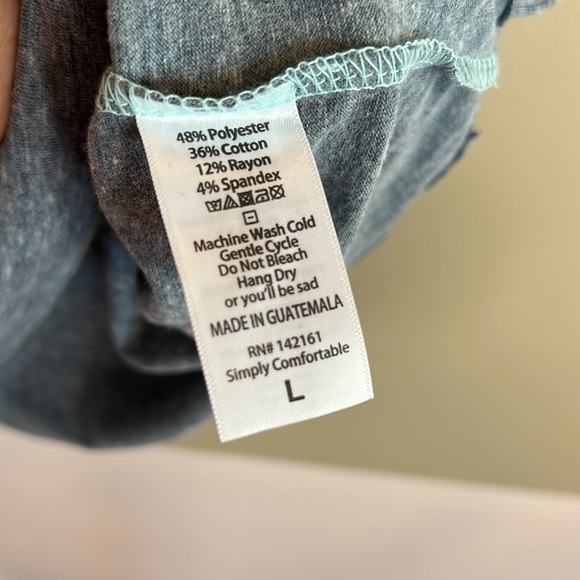 48% Polyester
36% Cotton
12% Rayon
4% Spandex
Machine Wash Cold
Gentle Cycle
Do Not Bleach
Hang Dry
or you'll be sad
MADE IN GUATEMALA
RN# 142161
Simply Comfortable
L